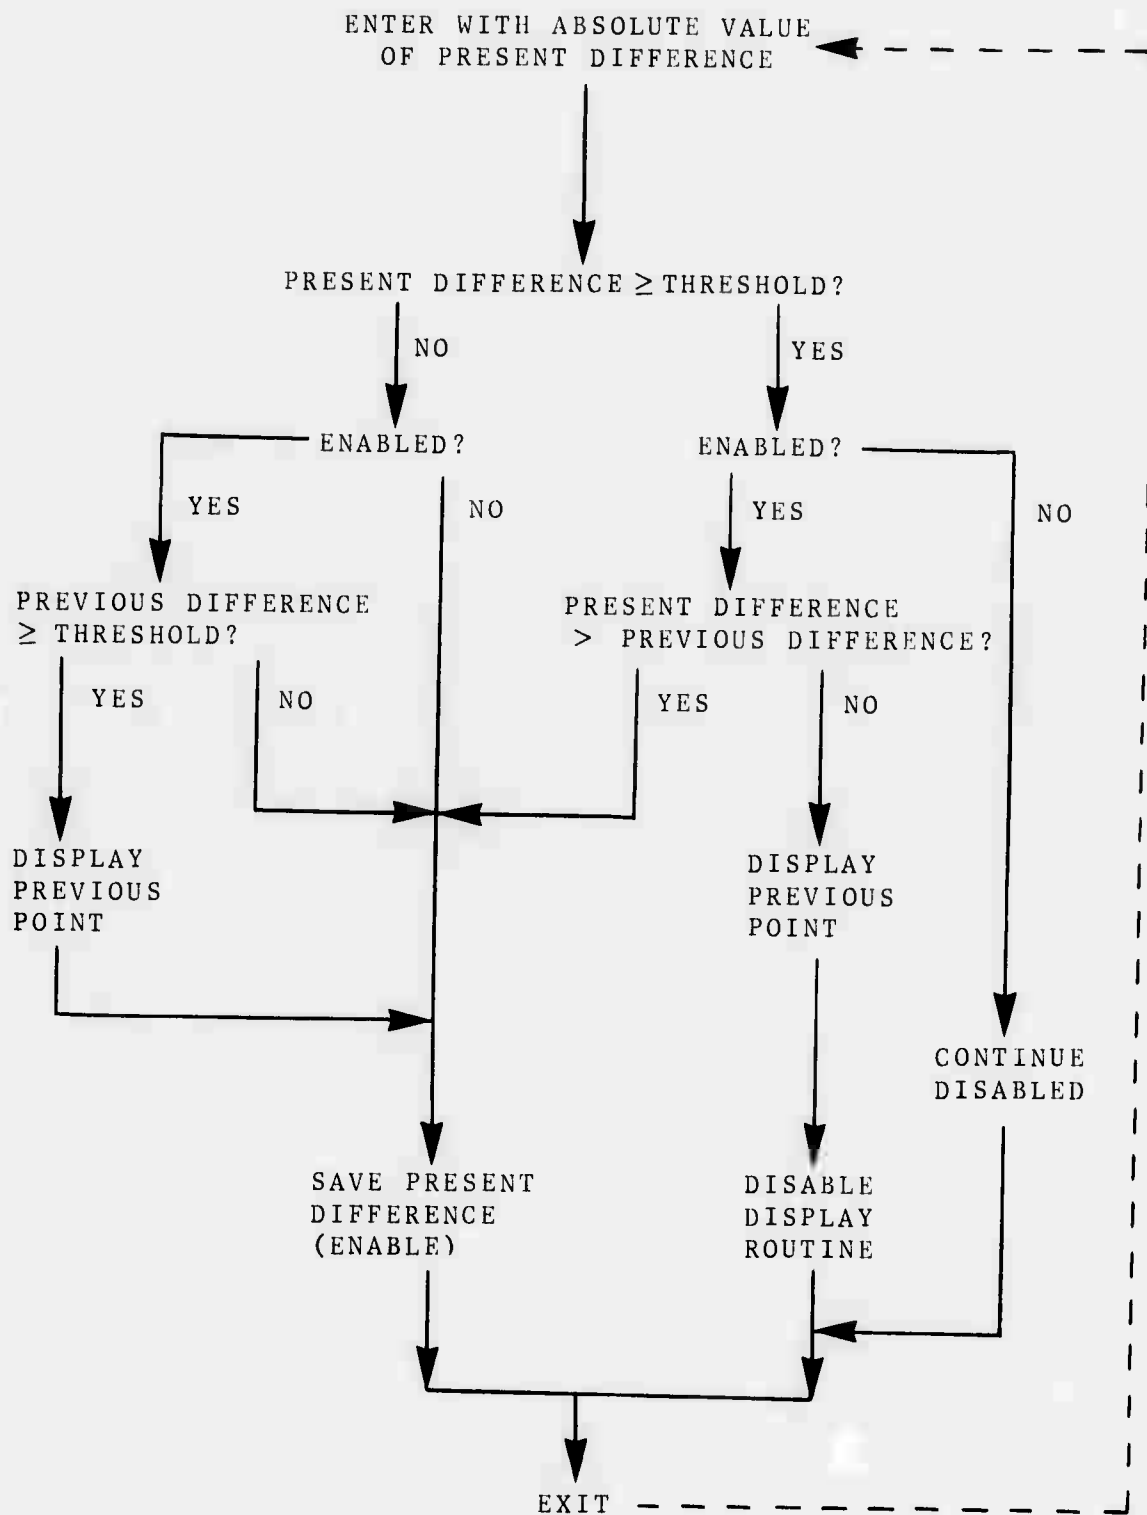 ENTER WITH ABSOLUTE VALUE
OF PRESENT DIFFERENCE
PRESENT DIFFERENCE ≥ THRESHOLD?
NO
YES
ENABLED?
ENABLED?
YES
NO
YES
NO
PREVIOUS DIFFERENCE
≥ THRESHOLD?
PRESENT DIFFERENCE
> PREVIOUS DIFFERENCE?
YES
NO
YES
NO
DISPLAY
PREVIOUS
POINT
DISPLAY
PREVIOUS
POINT
CONTINUE
DISABLED
SAVE PRESENT
DIFFERENCE
(ENABLE)
DISABLE
DISPLAY
ROUTINE
EXIT